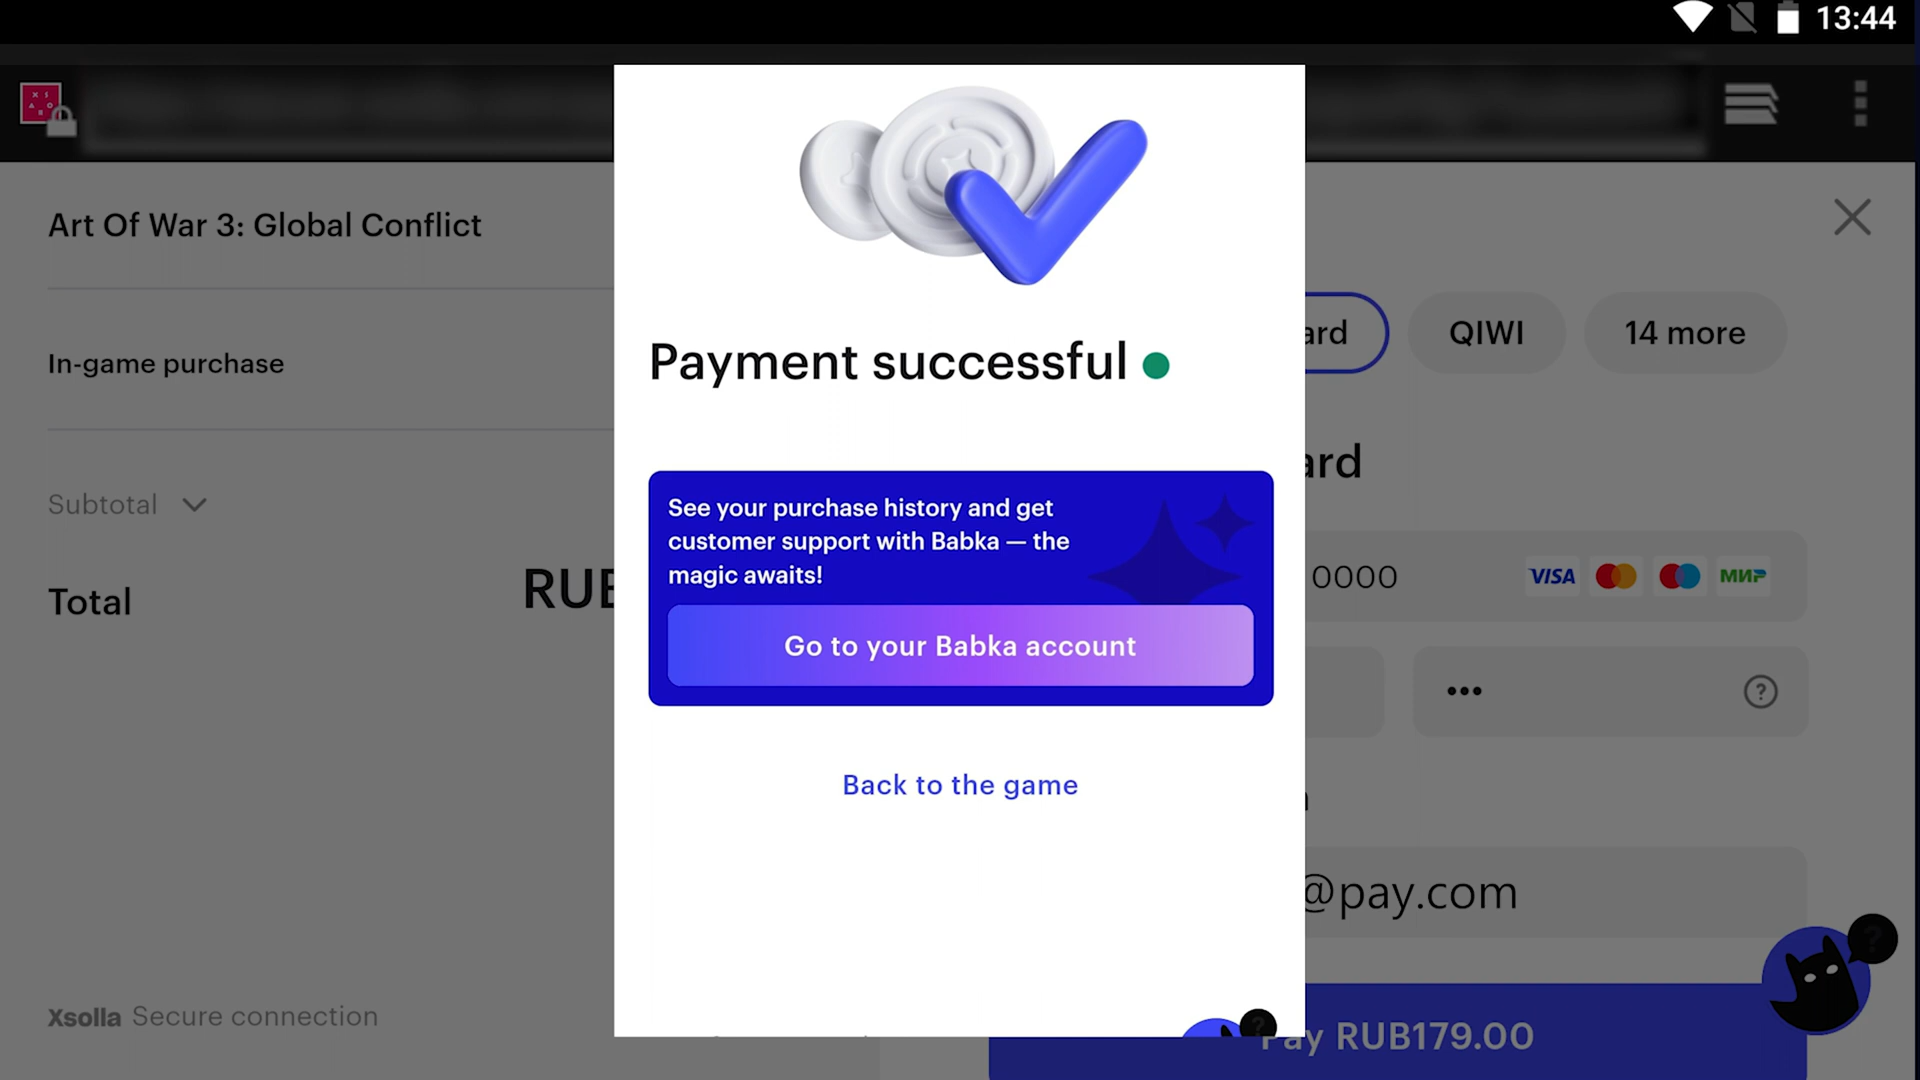 13:44
Art Of War 3: Global Conflict
In-game purchase
Subtotal
Total
RUB
Xsolla Secure connection
Payment successful
See your purchase history and get
customer support with Babka — the
magic awaits!
Go to your Babka account
Back to the game
QIWI
14 more
0000
VISA
МИР
•••
?
@pay.com
?
Pay RUB179.00